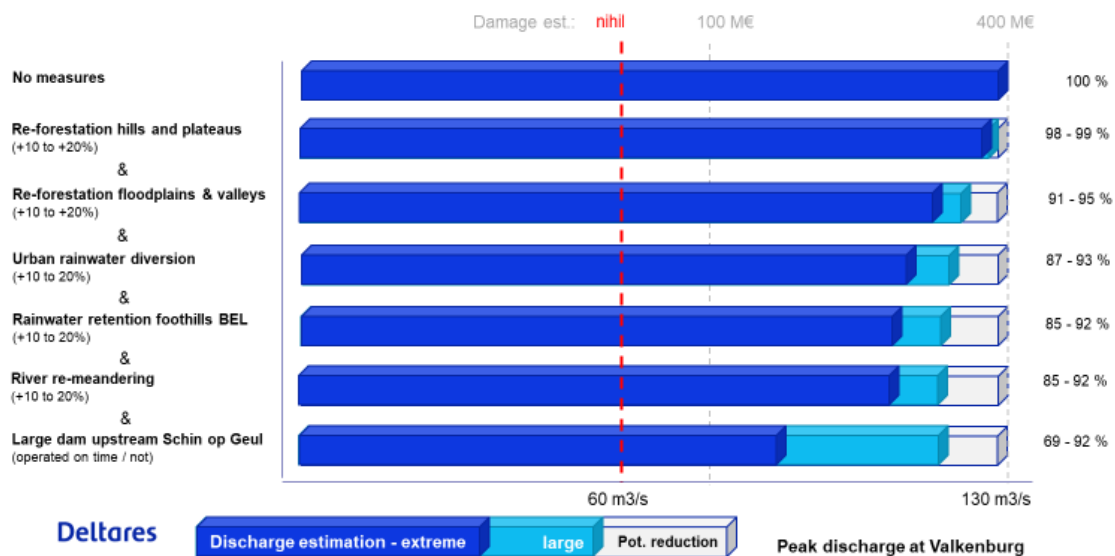 Damage est.: nihil 100 M€ 400 M€
No measures 100 %
Re-forestation hills and plateaus 98 - 99 %
(+10 to +20%)
&
Re-forestation floodplains & valleys 91 - 95 %
(+10 to +20%)
&
Urban rainwater diversion 87 - 93 %
(+10 to 20%)
&
Rainwater retention foothills BEL 85 - 92 %
(+10 to 20%)
&
River re-meandering 85 - 92 %
(+10 to 20%)
&
Large dam upstream Schin op Geul 69 - 92 %
(operated on time / not)
60 m3/s 130 m3/s
Deltares Discharge estimation - extreme large Pot. reduction Peak discharge at Valkenburg